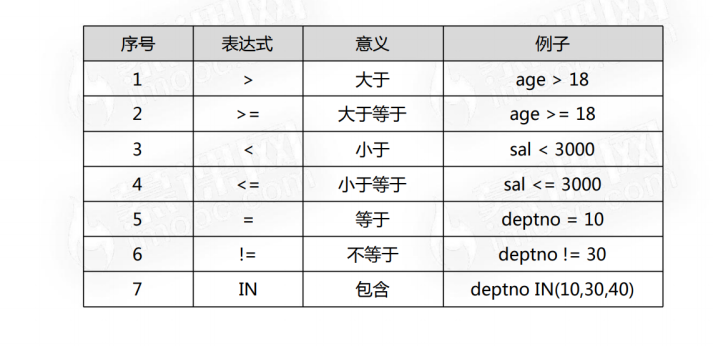 序号 表达式 意义 例子
1 > 大于 age > 18
2 >= 大于等于 age >= 18
3 < 小于 sal < 3000
4 <= 小于等于 sal <= 3000
5 = 等于 deptno = 10
6 != 不等于 deptno != 30
7 IN 包含 deptno IN(10,30,40)